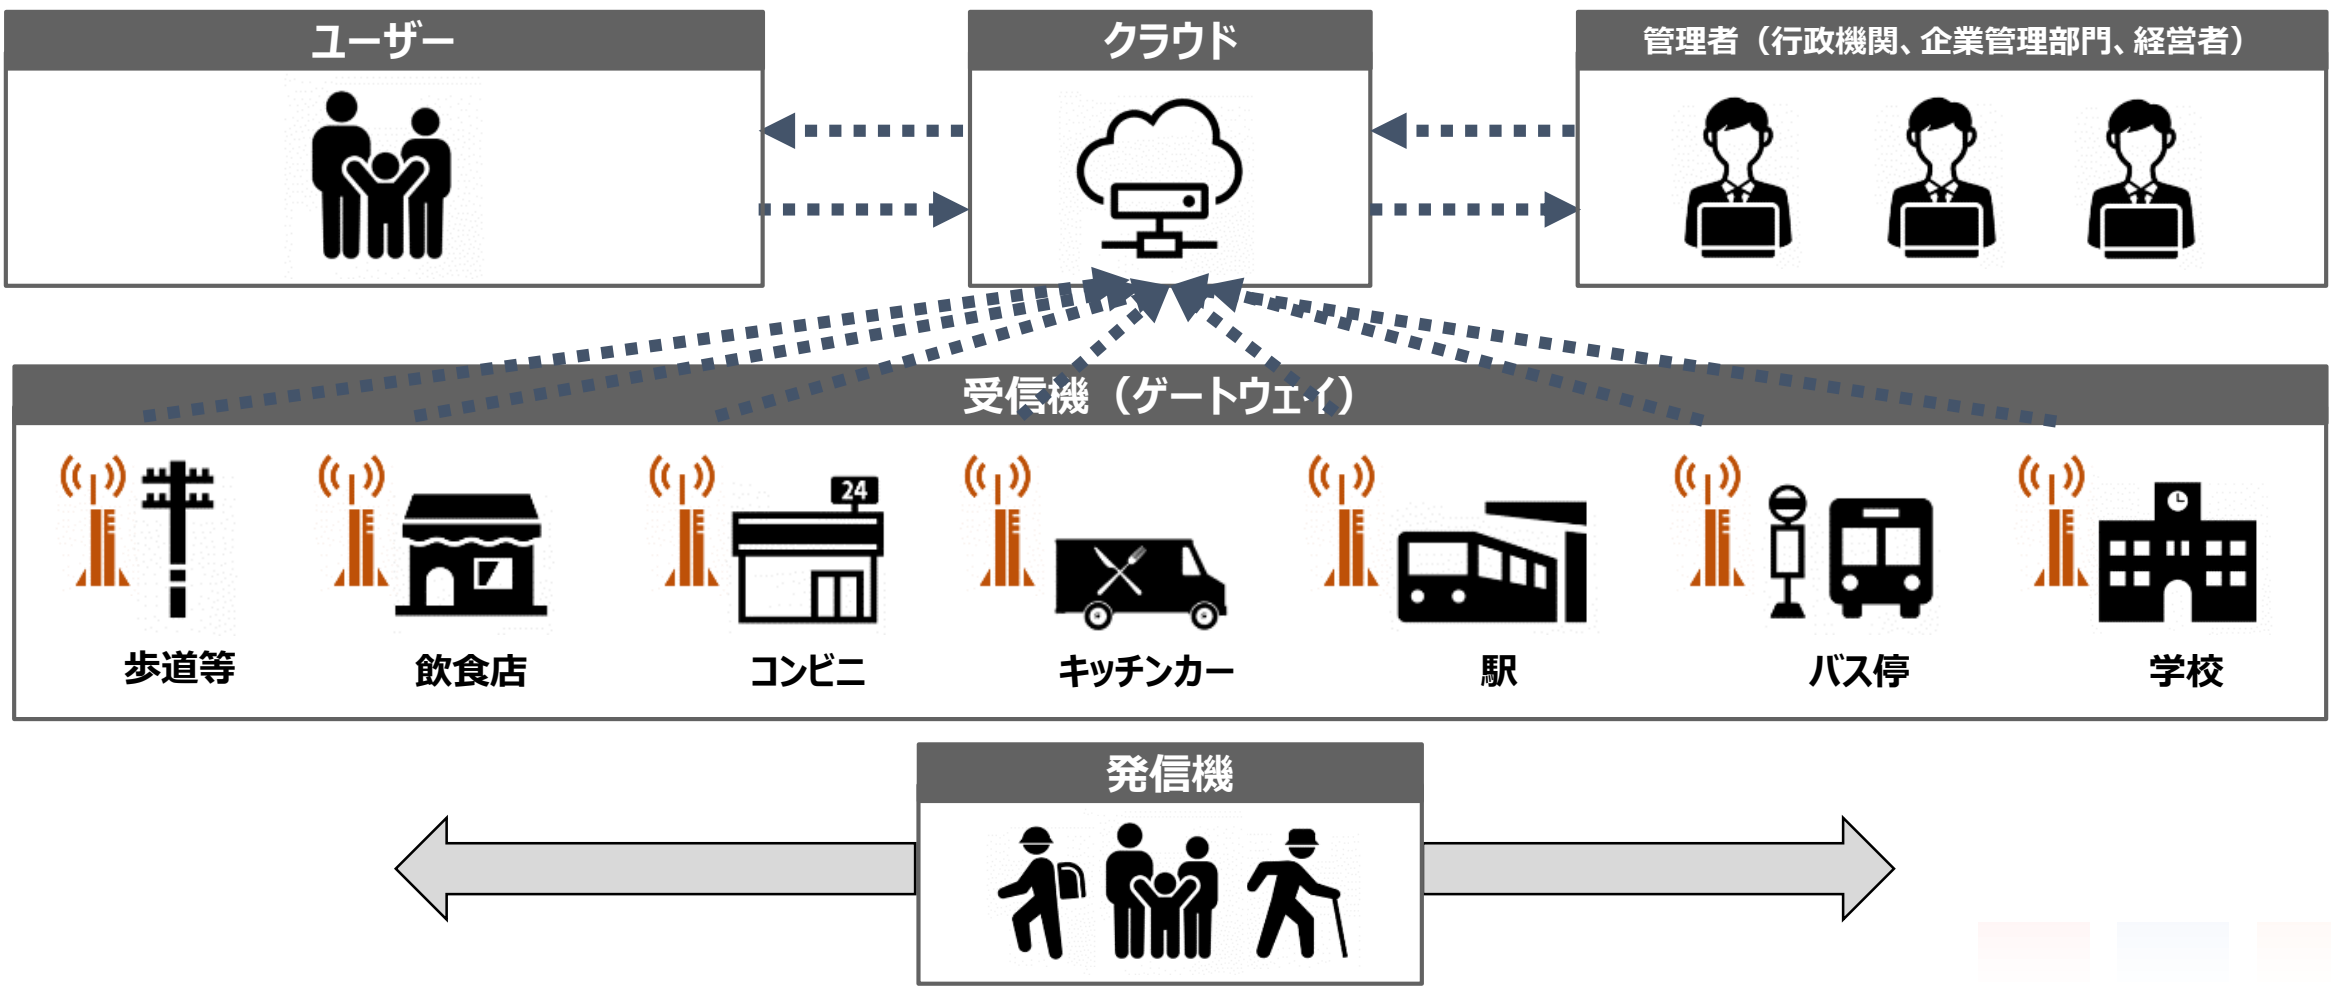 ユーザー
クラウド
管理者（行政機関、企業管理部門、経営者）
受信機（ゲートウェイ）
24
歩道等
飲食店
コンビニ
キッチンカー
駅
バス停
学校
発信機